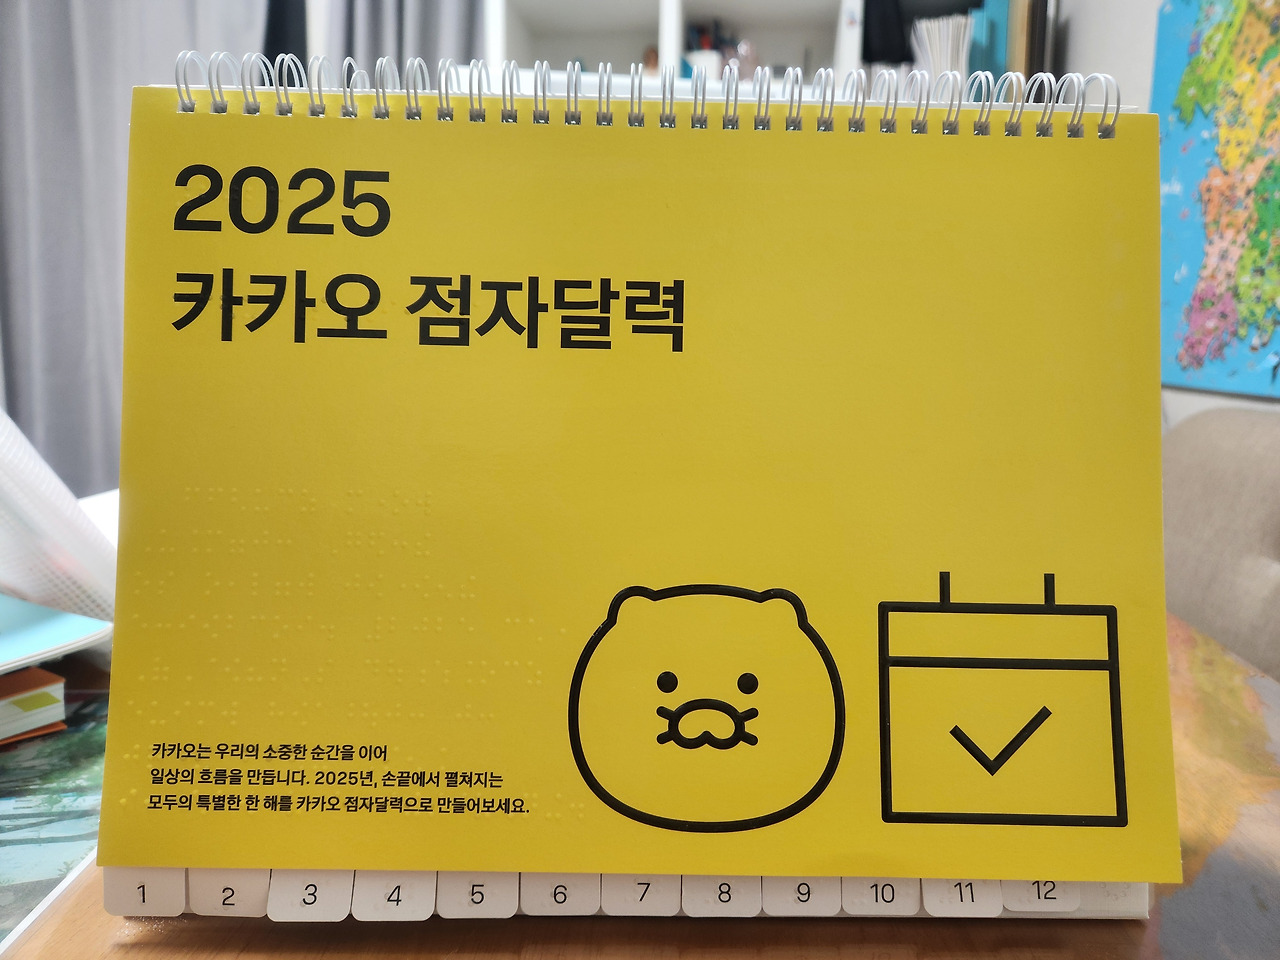 2025
카카오 점자달력
카카오는 우리의 소중한 순간을 이어
일상의 흐름을 만듭니다. 2025년, 손끝에서 펼쳐지는
모두의 특별한 한 해를 카카오 점자달력으로 만들어보세요.
1 2 3 4 5 6 7 8 9 10 11 12